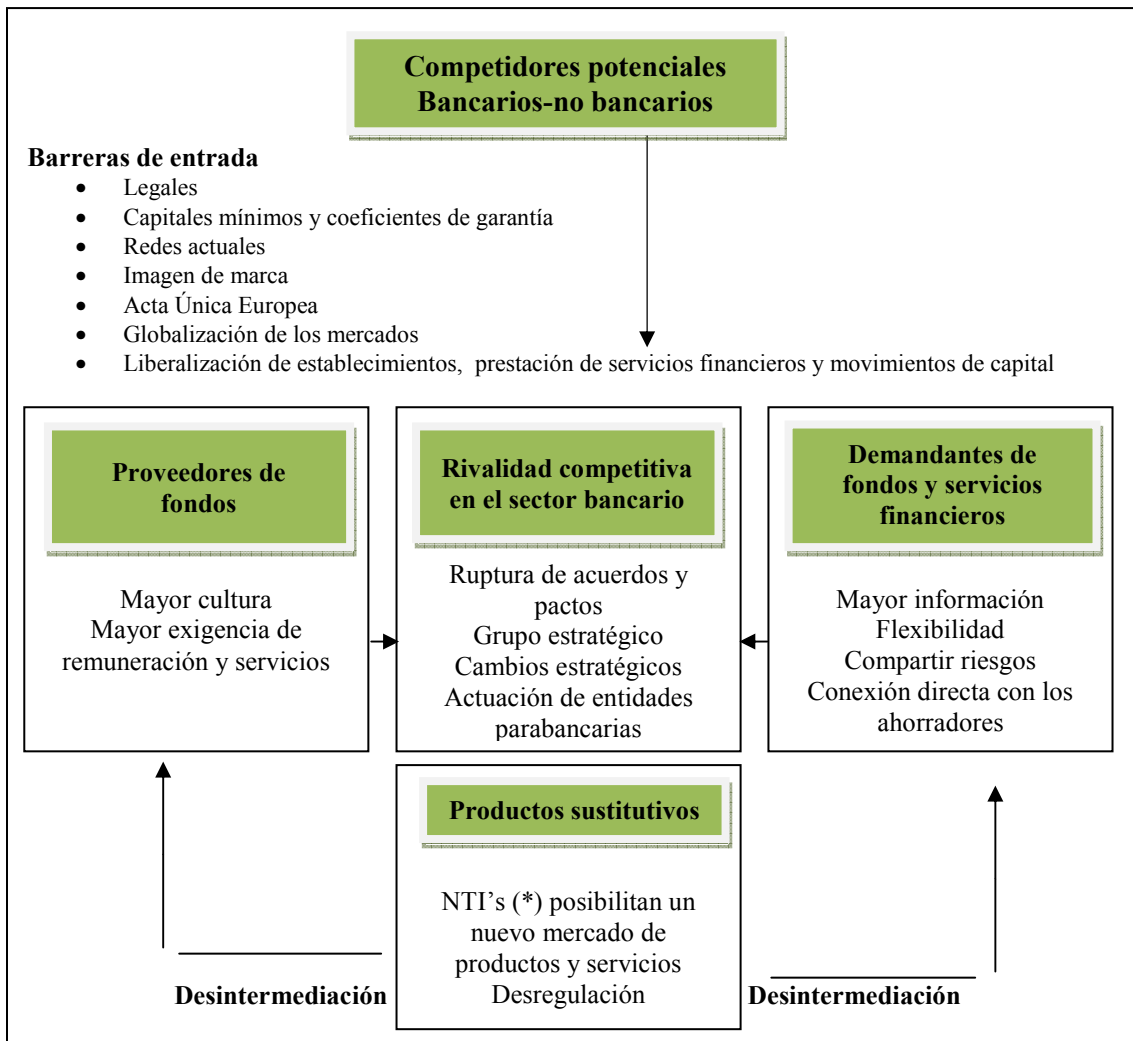 Competidores potenciales
Bancarios-no bancarios
Barreras de entrada
• Legales
• Capitales mínimos y coeficientes de garantía
• Redes actuales
• Imagen de marca
• Acta Única Europea
• Globalización de los mercados
• Liberalización de establecimientos, prestación de servicios financieros y movimientos de capital
Proveedores de
fondos
Mayor cultura
Mayor exigencia de
remuneración y servicios
Rivalidad competitiva
en el sector bancario
Ruptura de acuerdos y
pactos
Grupo estratégico
Cambios estratégicos
Actuación de entidades
parabancarias
Demandantes de
fondos y servicios
financieros
Mayor información
Flexibilidad
Compartir riesgos
Conexión directa con los
ahorradores
Productos sustitutivos
NTI’s (*) posibilitan un
nuevo mercado de
productos y servicios
Desregulación
Desintermediación
Desintermediación